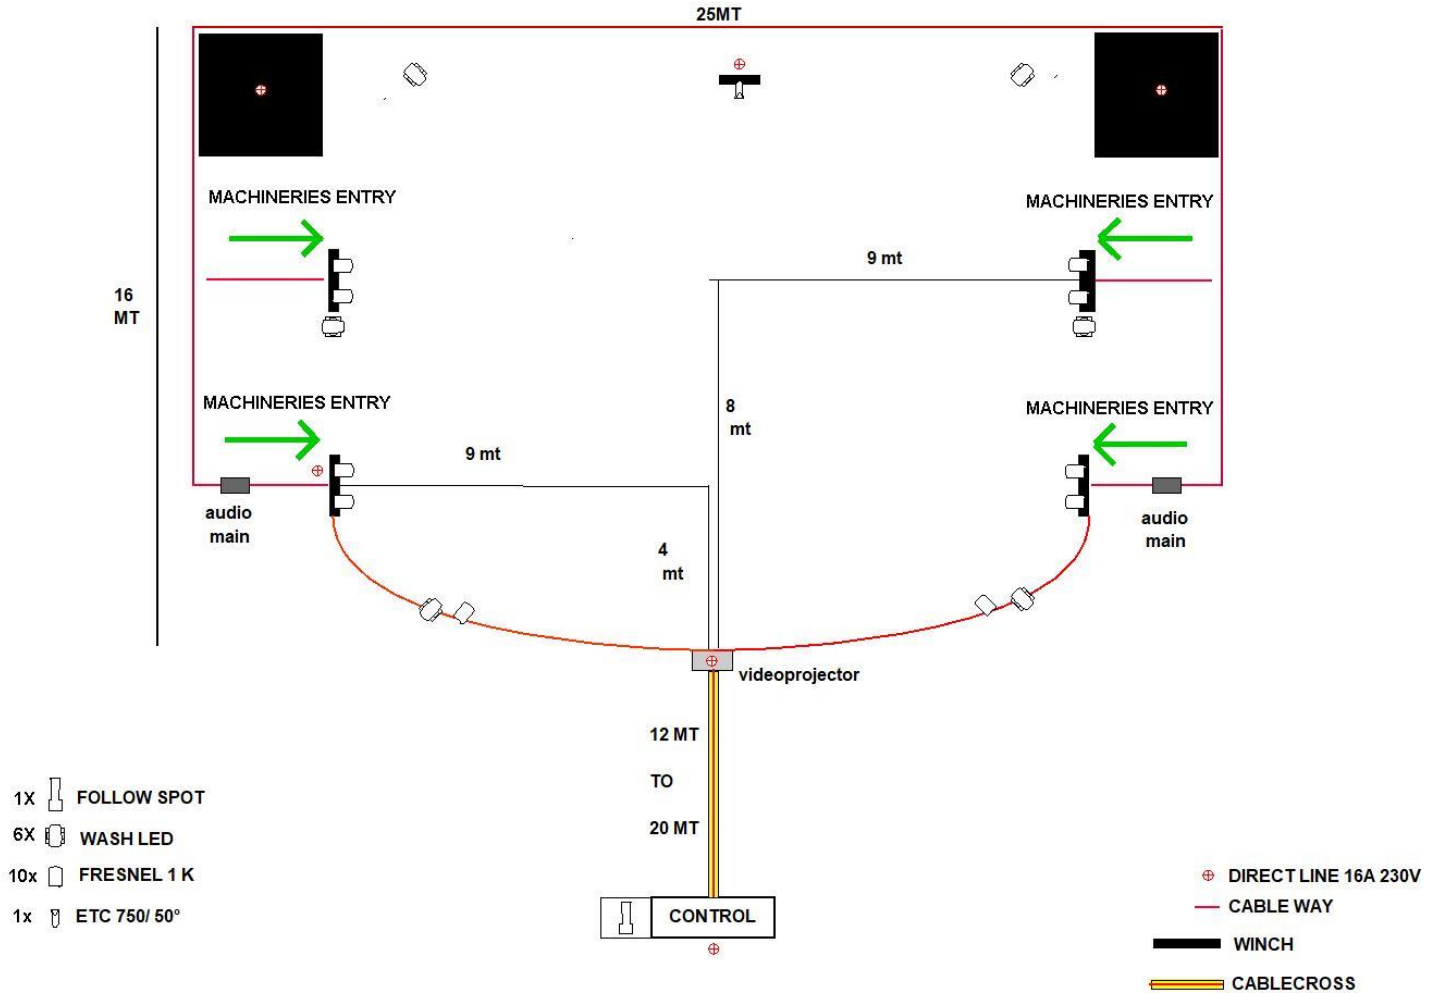 25MT
MACHINERIES ENTRY
MACHINERIES ENTRY
9 mt
16
MT
MACHINERIES ENTRY
MACHINERIES ENTRY
8
mt
9 mt
audio
main
audio
main
4
mt
videoprojector
12 MT
TO
20 MT
1X FOLLOW SPOT
6X WASH LED
10x FRESNEL 1 K
1x ETC 750/ 50°
CONTROL
DIRECT LINE 16A 230V
CABLE WAY
WINCH
CABLECROSS